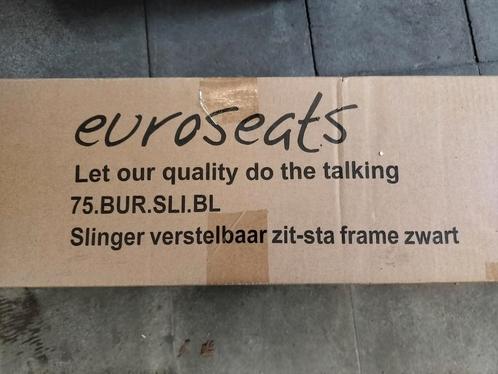 euroseats
Let our quality do the talking
75.BUR.SLI.BL
Slinger verstelbaar zit-sta frame zwart